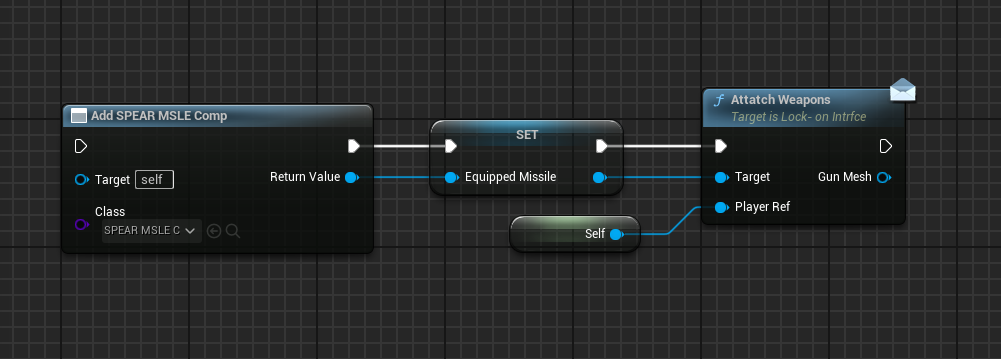 Add SPEAR MSLE Comp
Target self
Return Value
Class
SPEAR MSLE C
SET
Equipped Missile
Self
f Attatch Weapons
Target is Lock- on Intrfce
Target
Gun Mesh
Player Ref